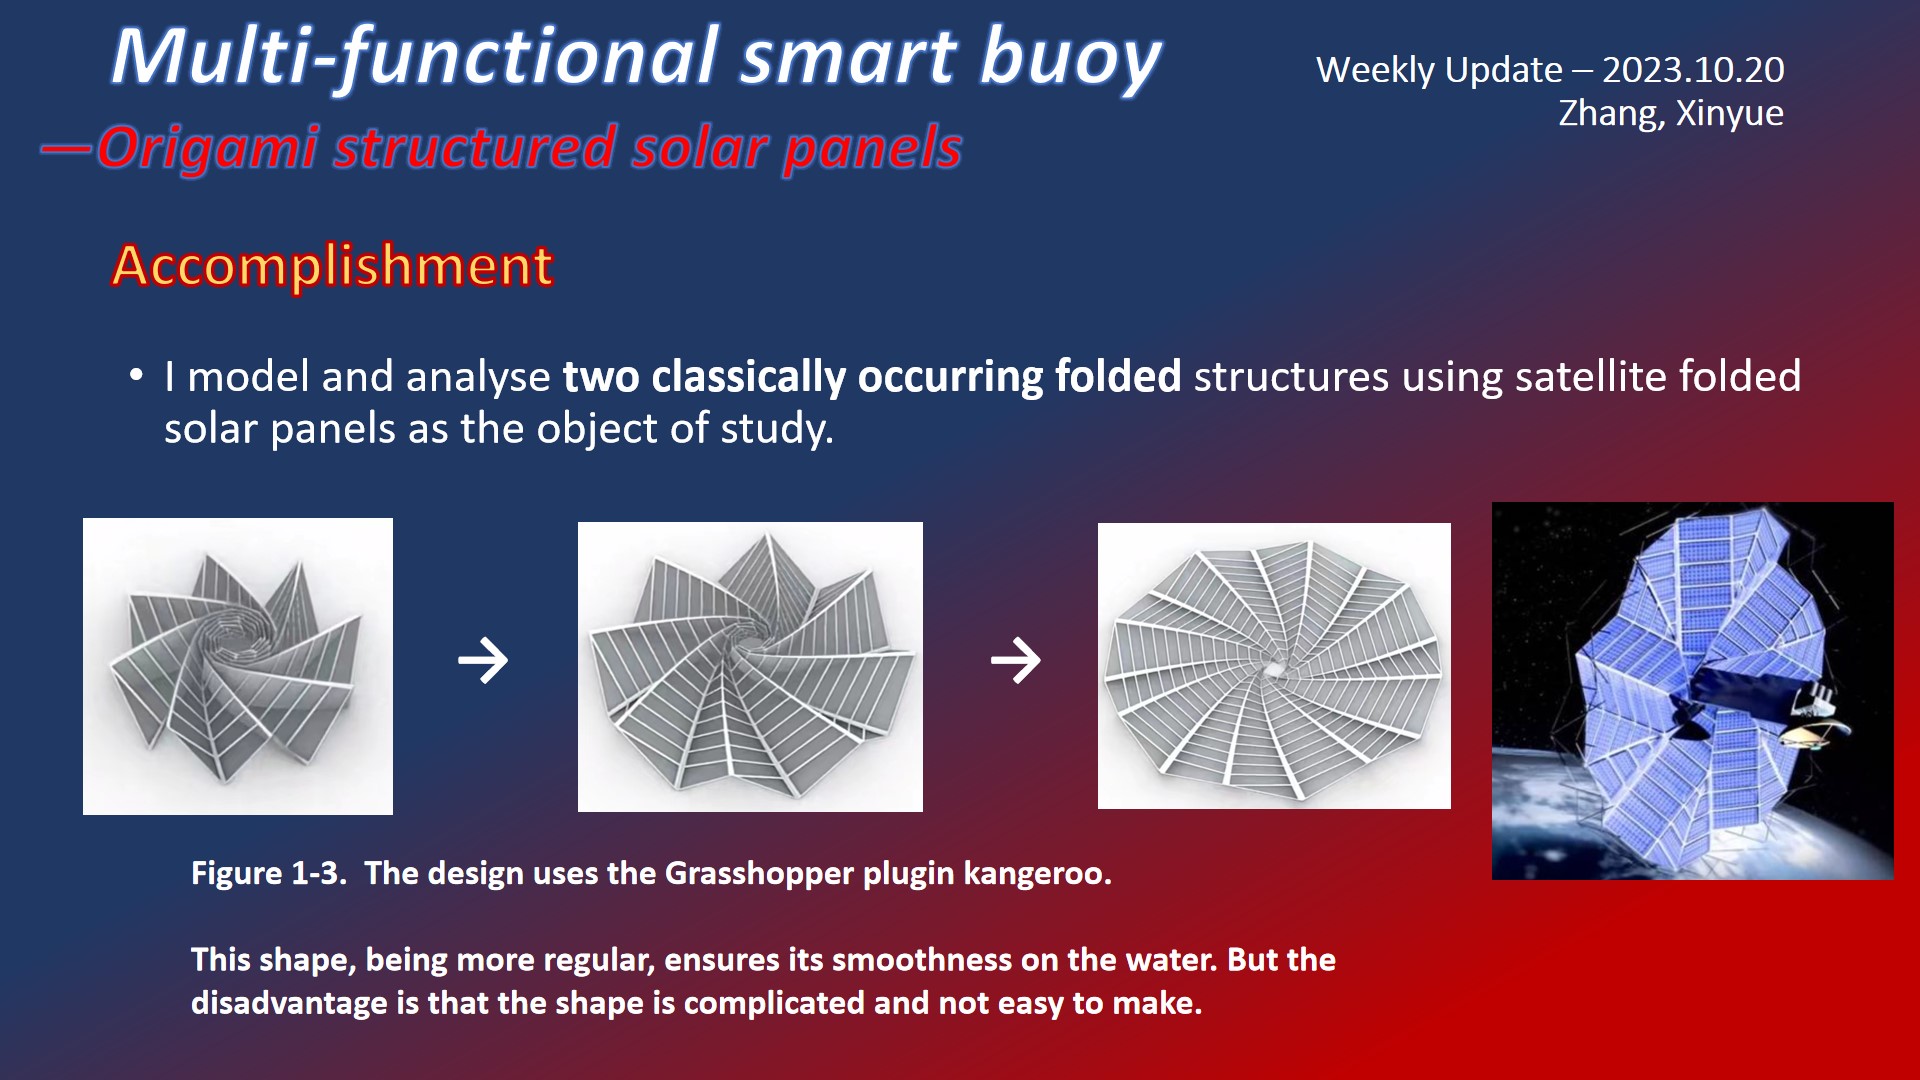 Multi-functional smart buoy
—Origami structured solar panels
Weekly Update – 2023.10.20
Zhang, Xinyue
Accomplishment
• I model and analyse two classically occurring folded structures using satellite folded
solar panels as the object of study.
Figure 1-3.  The design uses the Grasshopper plugin kangeroo.
This shape, being more regular, ensures its smoothness on the water. But the
disadvantage is that the shape is complicated and not easy to make.